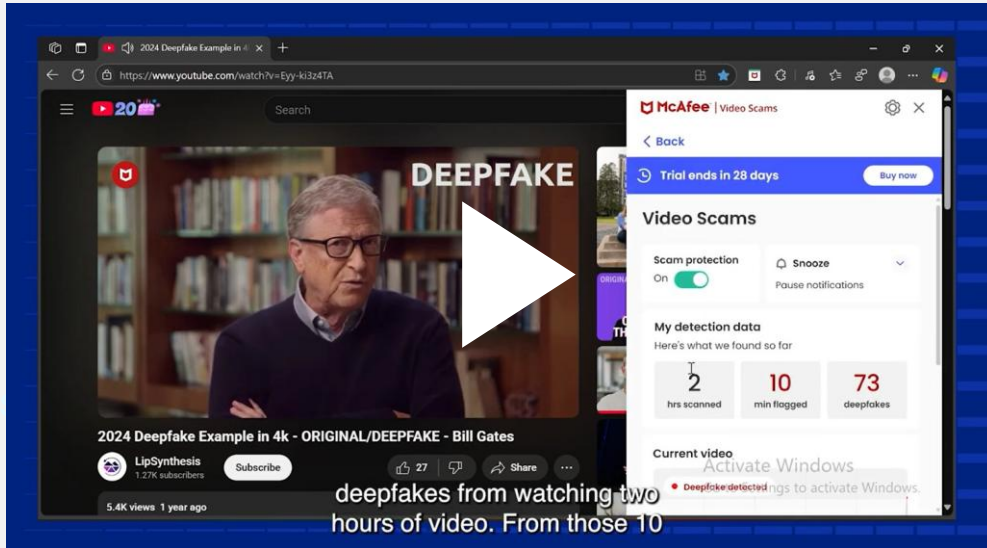 2024 Deepfake Example in 4
https://www.youtube.com/watch?v=Eyy-ki3z4TA
20
Search
McAfee | Video Scams
Back
Trial ends in 28 days
Buy now
DEEPFAKE
Video Scams
Scam protection
On
Snooze
Pause notifications
My detection data
Here's what we found so far
2
hrs scanned
10
min flagged
73
deepfakes
2024 Deepfake Example in 4k - ORIGINAL/DEEPFAKE - Bill Gates
LipSynthesis
1.27K subscribers
Subscribe
27
Share
5.4K views 1 year ago
Current video
Deepfake detected
Activate Windows
ngs to activate Windows.
deepfakes from watching two
hours of video. From those 10